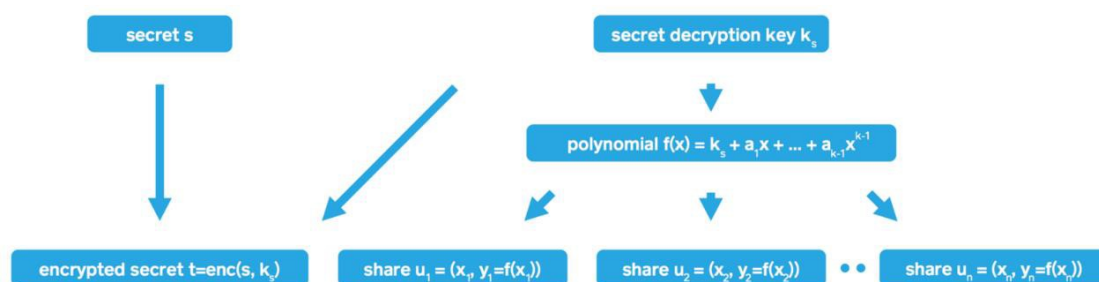 secret s
secret decryption key kₛ
polynomial f(x) = kₛ + a₁x + ... + aₖ₋₁xᵏ⁻¹
encrypted secret t=enc(s, kₛ)
share u₁ = (x₁, y₁=f(x₁))
share u₂ = (x₂, y₂=f(x₂))
share uₙ = (xₙ, yₙ=f(xₙ))